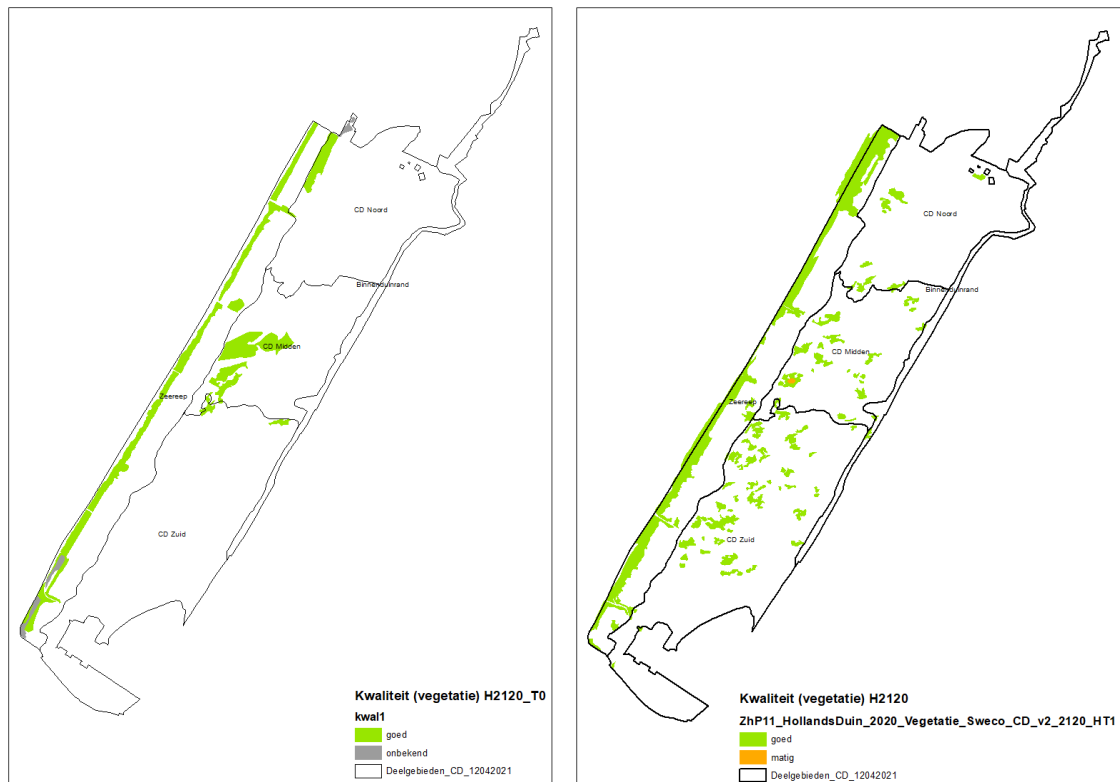 CD Noord
Binnenduinrand
CD Midden
Zeereep
CD Zuid
Kwaliteit (vegetatie) H2120_T0
kwal1
goed
onbekend
Deelgebieden_CD_12042021
CD Noord
Binnenduinrand
CD Midden
Zeereep
CD Zuid
Kwaliteit (vegetatie) H2120
ZhP11_HollandsDuin_2020_Vegetatie_Sweco_CD_v2_2120_HT1
goed
matig
Deelgebieden_CD_12042021